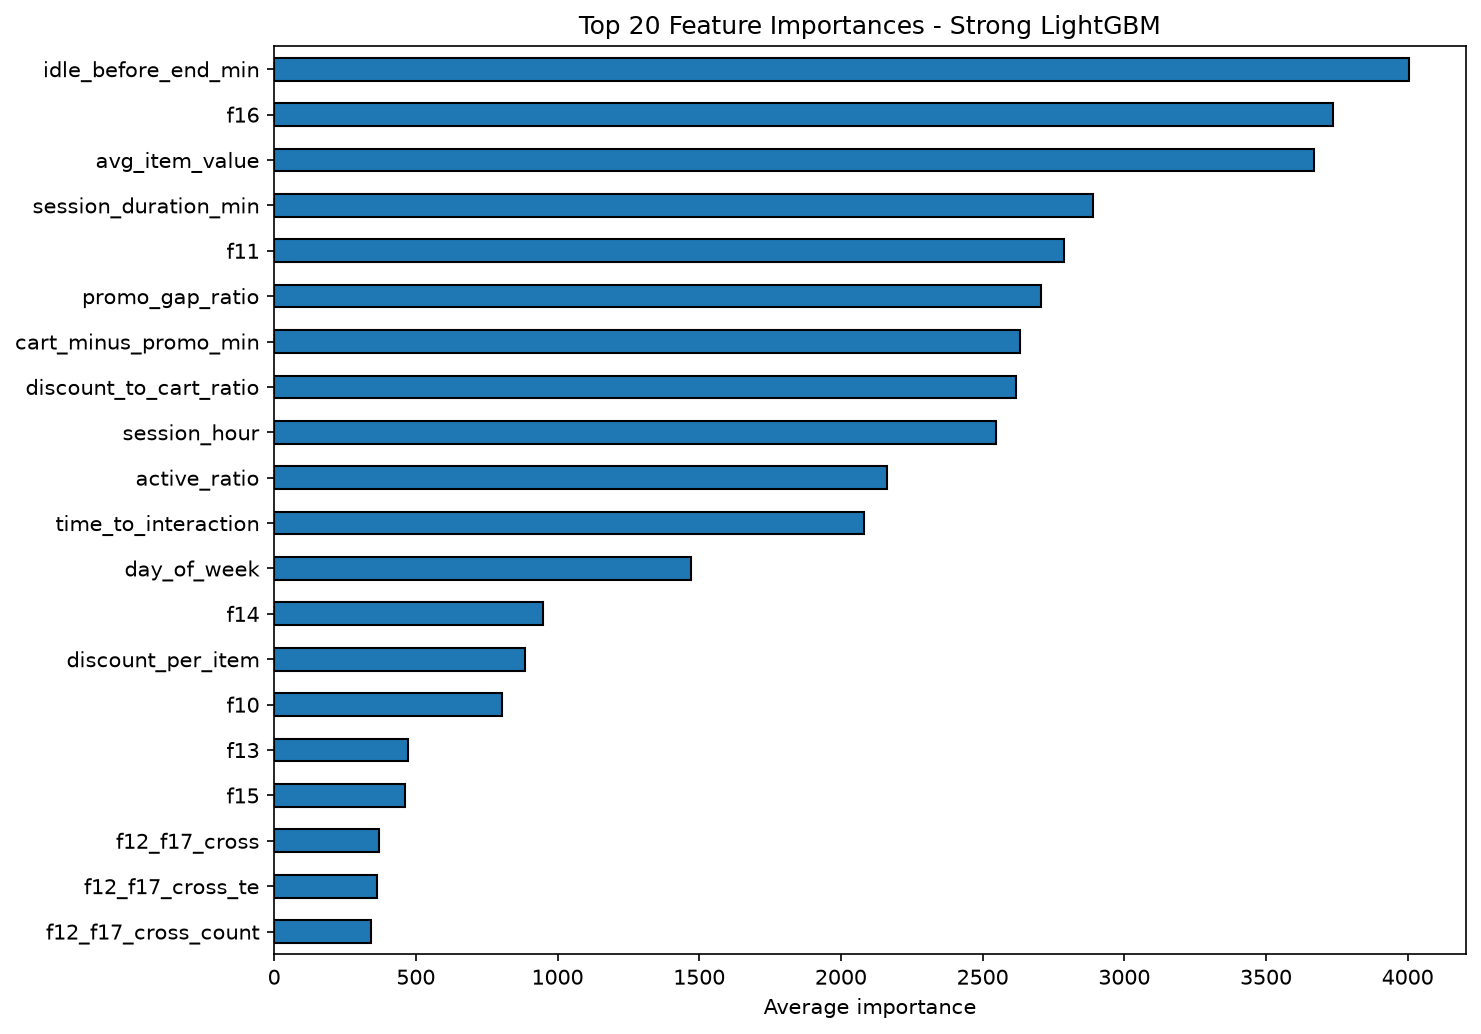 Top 20 Feature Importances - Strong LightGBM
idle_before_end_min
f16
avg_item_value
session_duration_min
f11
promo_gap_ratio
cart_minus_promo_min
discount_to_cart_ratio
session_hour
active_ratio
time_to_interaction
day_of_week
f14
discount_per_item
f10
f13
f15
f12_f17_cross
f12_f17_cross_te
f12_f17_cross_count
0 500 1000 1500 2000 2500 3000 3500 4000
Average importance